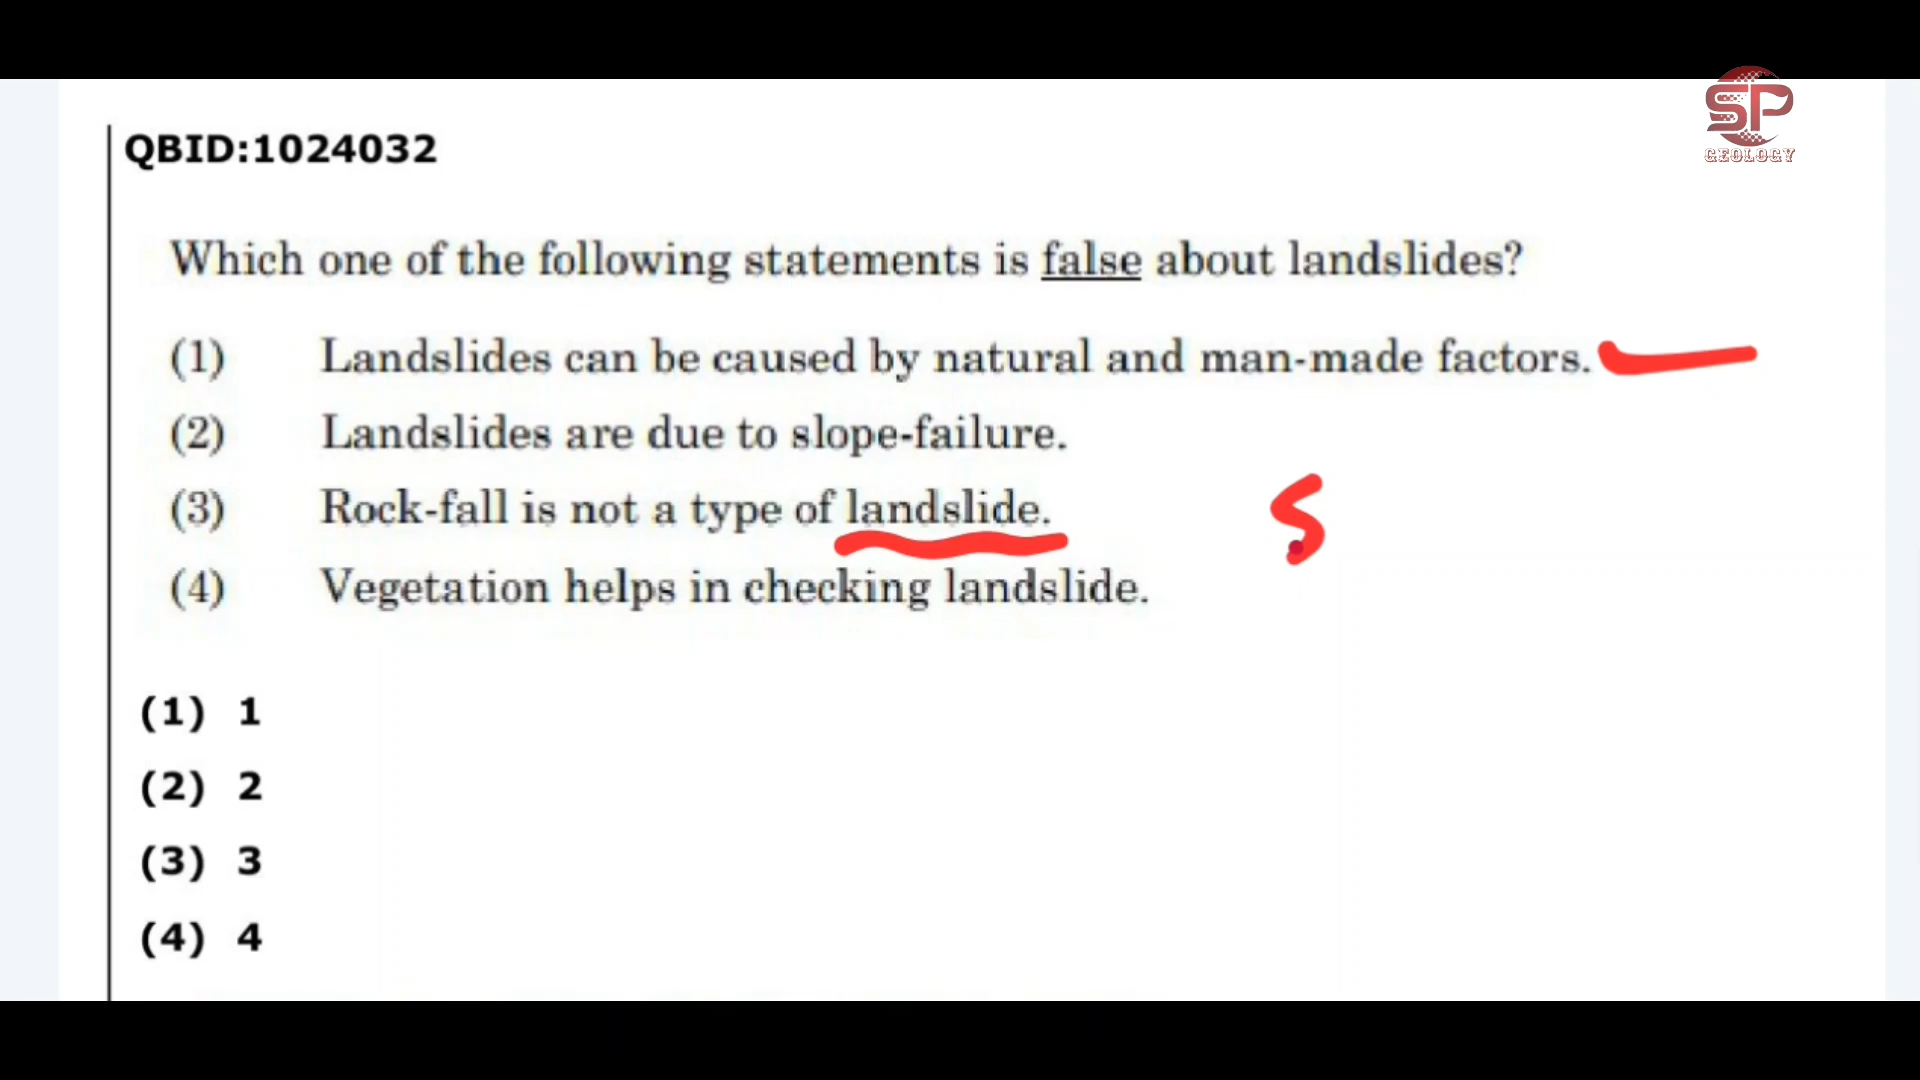 SP
GEOLOGY
QBID:1024032
Which one of the following statements is false about landslides?
(1) Landslides can be caused by natural and man-made factors.
(2) Landslides are due to slope-failure.
(3) Rock-fall is not a type of landslide.
S
(4) Vegetation helps in checking landslide.
(1) 1
(2) 2
(3) 3
(4) 4